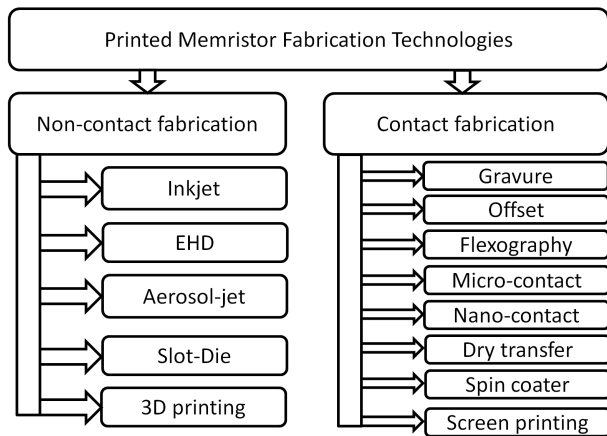 Printed Memristor Fabrication Technologies
Non-contact fabrication
Inkjet
EHD
Aerosol-jet
Slot-Die
3D printing
Contact fabrication
Gravure
Offset
Flexography
Micro-contact
Nano-contact
Dry transfer
Spin coater
Screen printing